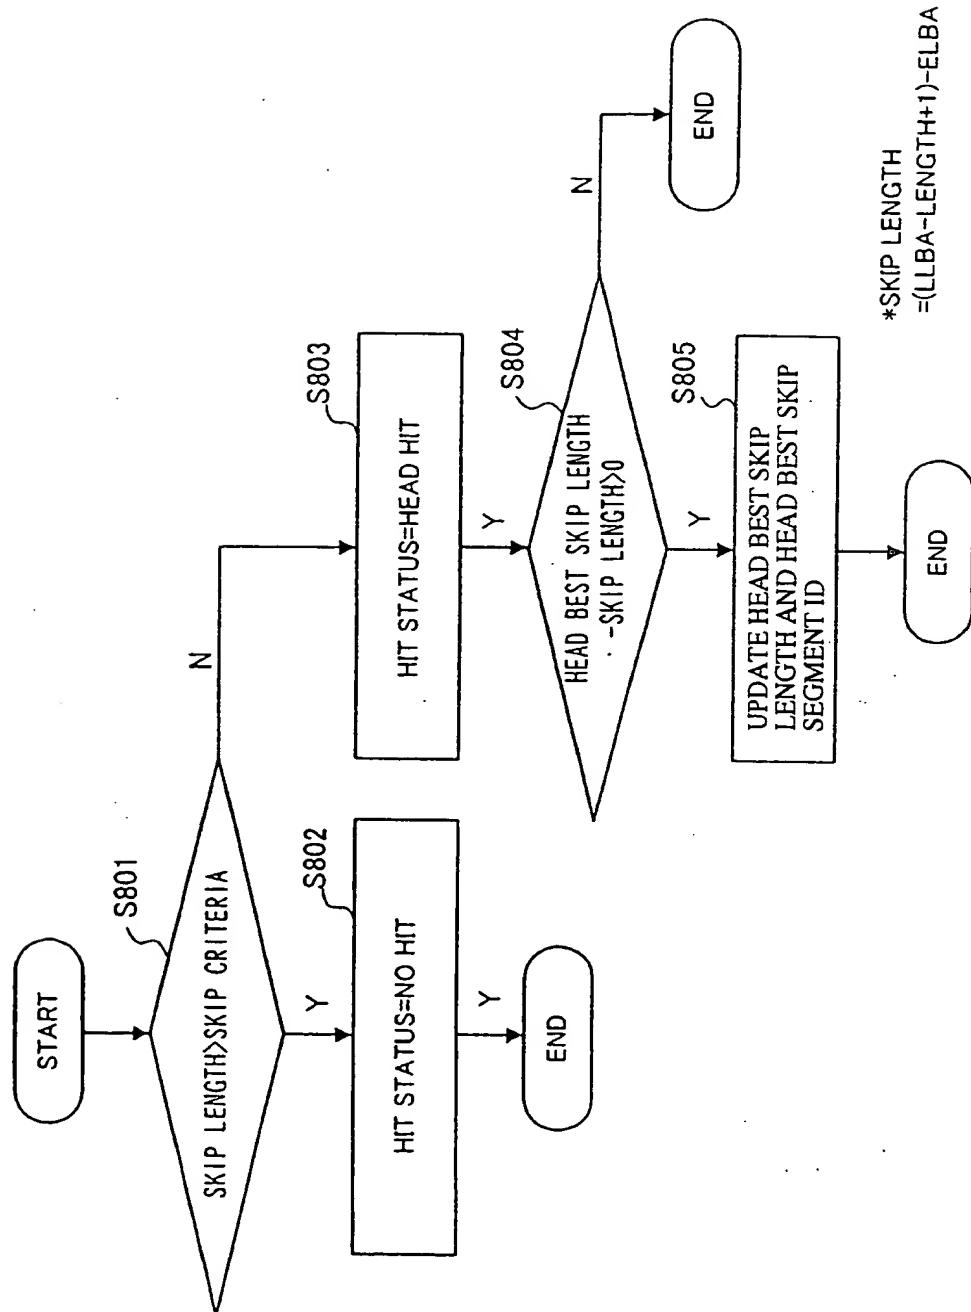 START
S801
SKIP LENGTH>SKIP CRITERIA
N
Y
S802
HIT STATUS=NO HIT
Y
END
S803
HIT STATUS=HEAD HIT
Y
S804
HEAD BEST SKIP LENGTH
-SKIP LENGTH>0
N
END
Y
S805
UPDATE HEAD BEST SKIP
LENGTH AND HEAD BEST SKIP
SEGMENT ID
END
*SKIP LENGTH
=(LLBA-LENGTH+1)-ELBA